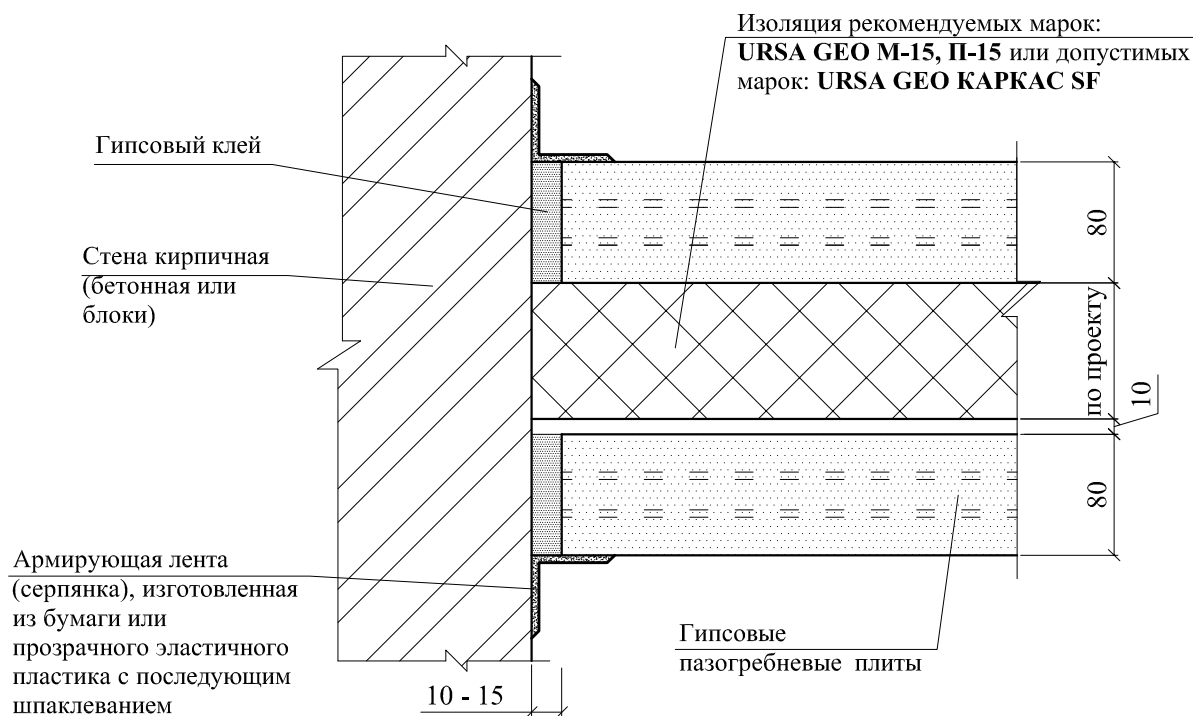 Изоляция рекомендуемых марок:
URSA GEO М-15, П-15 или допустимых
марок: URSA GEO КАРКАС SF
Гипсовый клей
Стена кирпичная
(бетонная или
блоки)
80
по проекту
10
80
Армирующая лента
(серпянка), изготовленная
из бумаги или
прозрачного эластичного
пластика с последующим
шпаклеванием
Гипсовые
пазогребневые плиты
10 - 15